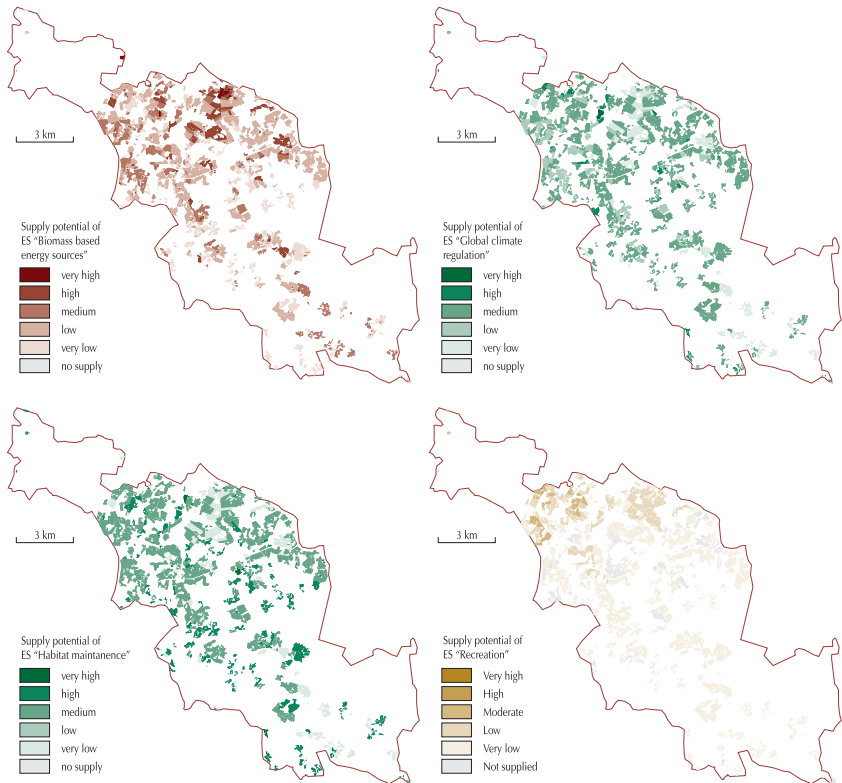 3 km
Supply potential of
ES “Biomass based
energy sources”
very high
high
medium
low
very low
no supply
3 km
Supply potential of
ES “Global climate
regulation”
very high
high
medium
low
very low
no supply
3 km
Supply potential of
ES “Habitat maintanence”
very high
high
medium
low
very low
no supply
3 km
Supply potential of
ES “Recreation”
Very high
High
Moderate
Low
Very low
Not supplied